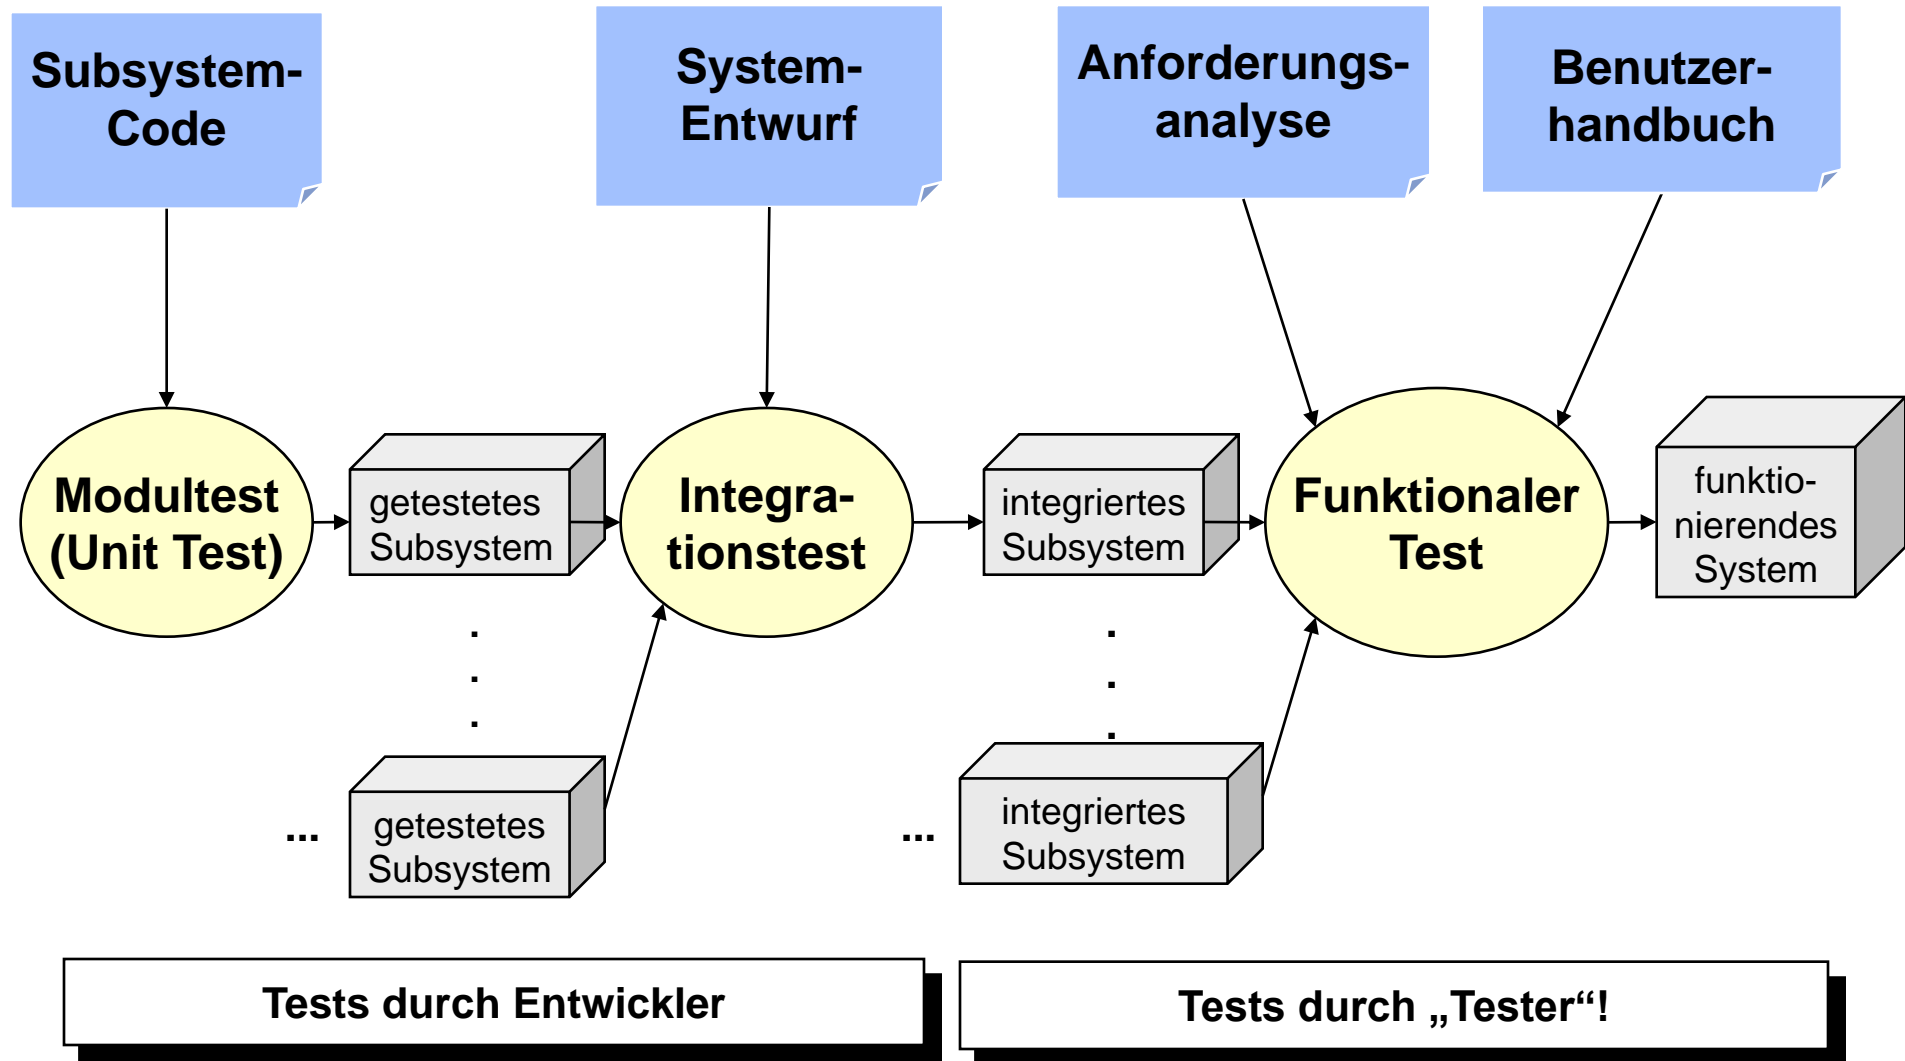 Subsystem-
Code
System-
Entwurf
Anforderungs-
analyse
Benutzer-
handbuch
Modultest
(Unit Test)
getestetes
Subsystem
Integra-
tionstest
integriertes
Subsystem
Funktionaler
Test
funktio-
nierendes
System
.
.
.
.
.
.
...
getestetes
Subsystem
...
integriertes
Subsystem
Tests durch Entwickler
Tests durch „Tester“!